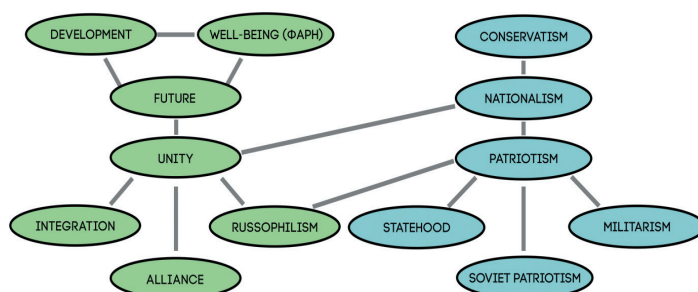 DEVELOPMENT
WELL-BEING (ФАРН)
CONSERVATISM
FUTURE
NATIONALISM
UNITY
PATRIOTISM
INTEGRATION
RUSSOPHILISM
STATEHOOD
MILITARISM
ALLIANCE
SOVIET PATRIOTISM